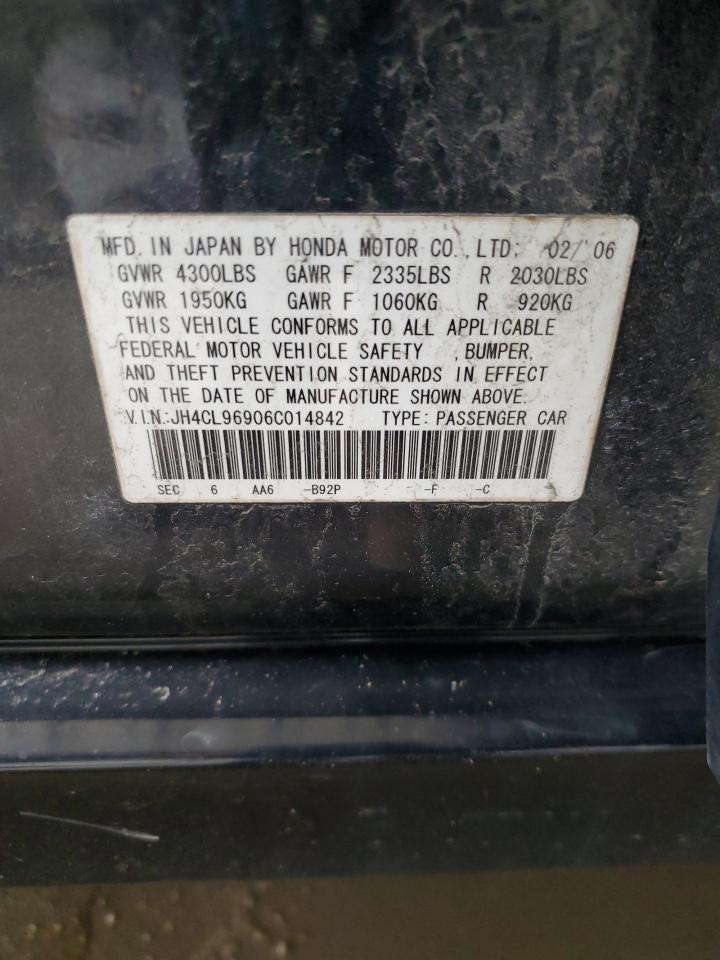 MFD. IN JAPAN BY HONDA MOTOR CO., LTD. 02/'06
GVWR 4300LBS GAWR F 2335LBS R 2030LBS
GVWR 1950KG GAWR F 1060KG R 920KG
THIS VEHICLE CONFORMS TO ALL APPLICABLE
FEDERAL MOTOR VEHICLE SAFETY , BUMPER,
AND THEFT PREVENTION STANDARDS IN EFFECT
ON THE DATE OF MANUFACTURE SHOWN ABOVE.
V.I.N.:JH4CL96906C014842 TYPE: PASSENGER CAR
SEC 6 AA6 -B92P -F -C